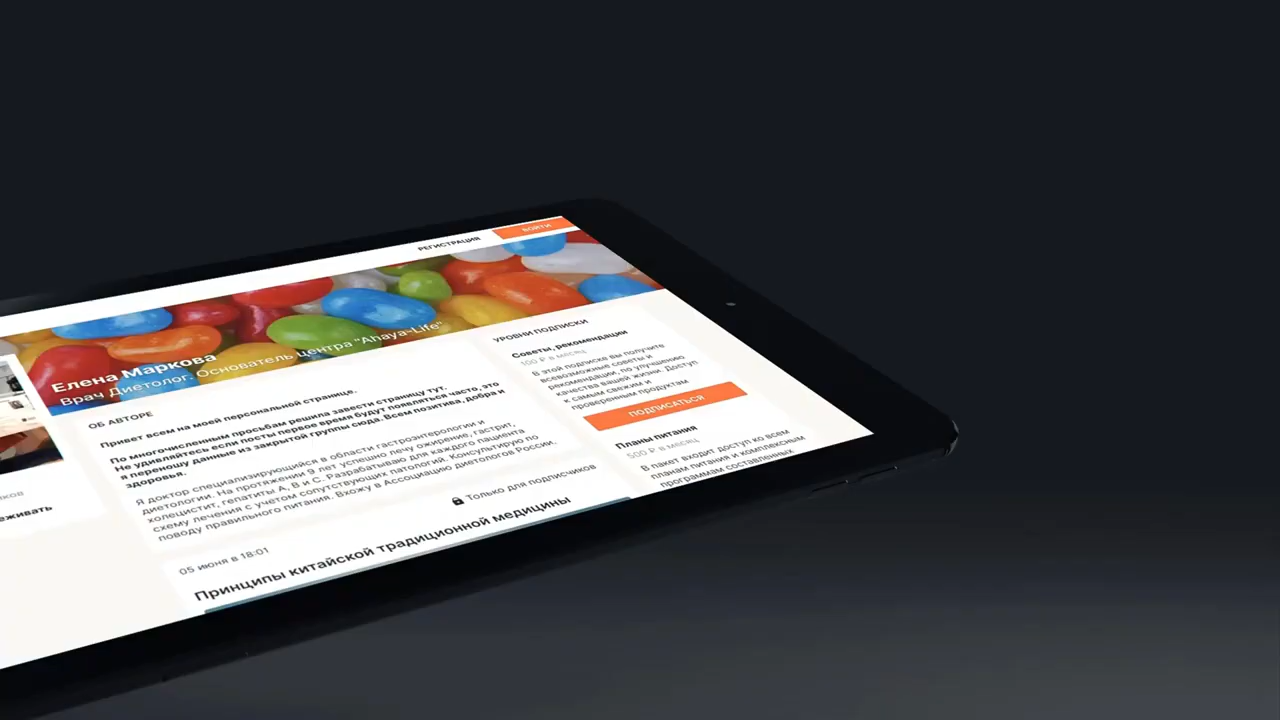 РЕГИСТРАЦИЯ
ВОЙТИ
Елена Маркова
Врач Диетолог. Основатель центра "Ahaya-Life"
ОБ АВТОРЕ
Привет всем на моей персональной странице.
По многочисленным просьбам решила завести страницу тут.
Не удивляйтесь если посты первое время будут появляться часто, это
я переношу данные из закрытой группы сюда. Всем позитива, добра и
здоровья.
Я доктор специализирующийся в области гастроэнтерологии и
диетологии. На протяжении 9 лет успешно лечу ожирение, гастрит,
холецистит, гепатиты А, В и С. Разрабатываю для каждого пациента
схему лечения с учетом сопутствующих патологий. Консультирую по
поводу правильного питания. Вхожу в Ассоциацию диетологов России.
Только для подписчиков
05 июня в 18:01
Принципы китайской традиционной медицины
УРОВНИ ПОДПИСКИ
Советы, рекомендации
100 ₽ в месяц
В этой подписке вы получите
всевозможные советы и
рекомендации, по улучшению
качества вашей жизни. Доступ
к самым свежим и
проверенным продуктам
ПОДПИСАТЬСЯ
Планы питания
500 ₽ в месяц
В пакет входит доступ ко всем
планам питания и комплексным
программам составленных